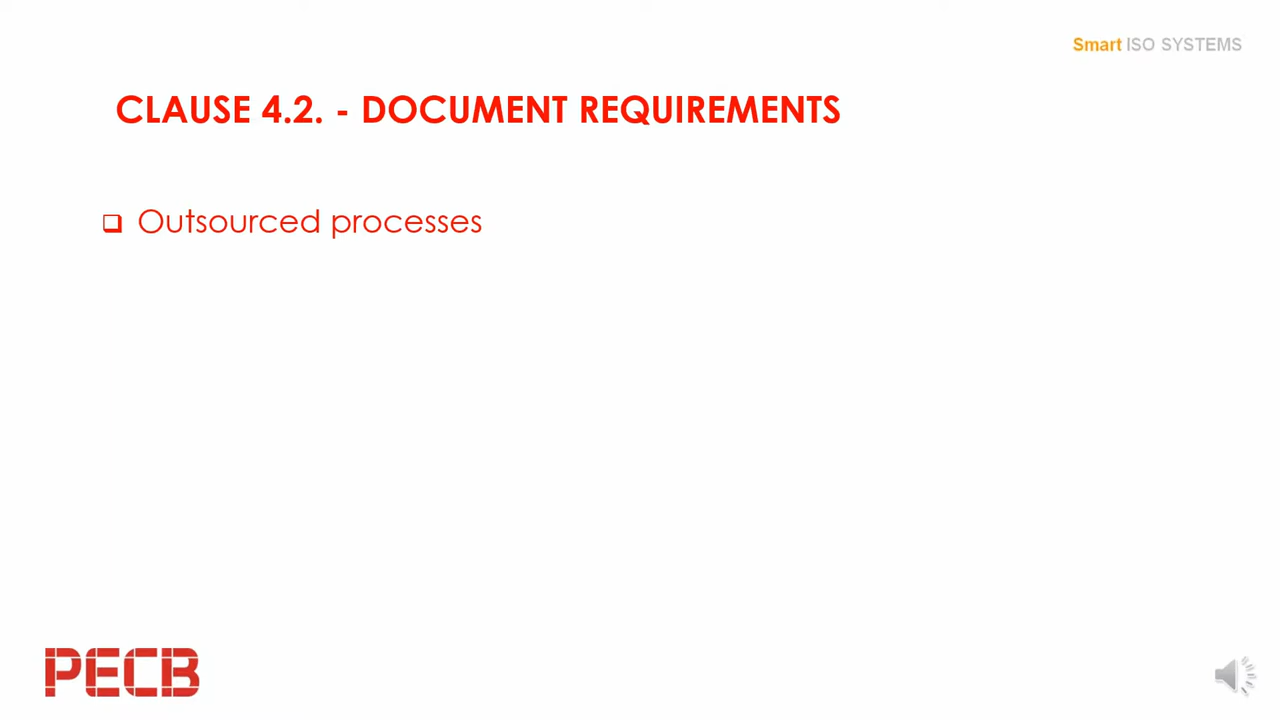 Smart ISO SYSTEMS
CLAUSE 4.2. - DOCUMENT REQUIREMENTS
Outsourced processes
PECB